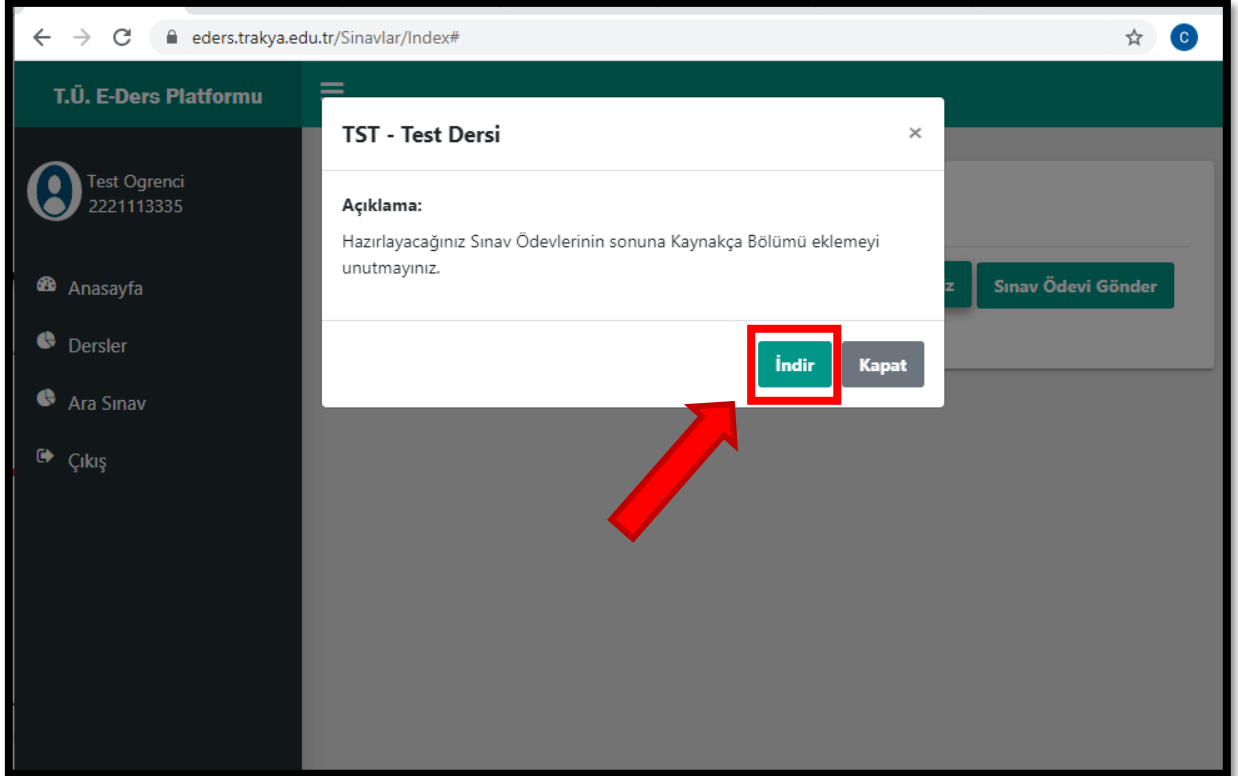 eders.trakya.edu.tr/Sinavlar/Index#
C
T.Ü. E-Ders Platformu
TST - Test Dersi
×
Test Ogrenci
2221113335
Açıklama:
Hazırlayacağınız Sınav Ödevlerinin sonuna Kaynakça Bölümü eklemeyi
unutmayınız.
Anasayfa
z Sınav Ödevi Gönder
Dersler
İndir Kapat
Ara Sınav
Çıkış